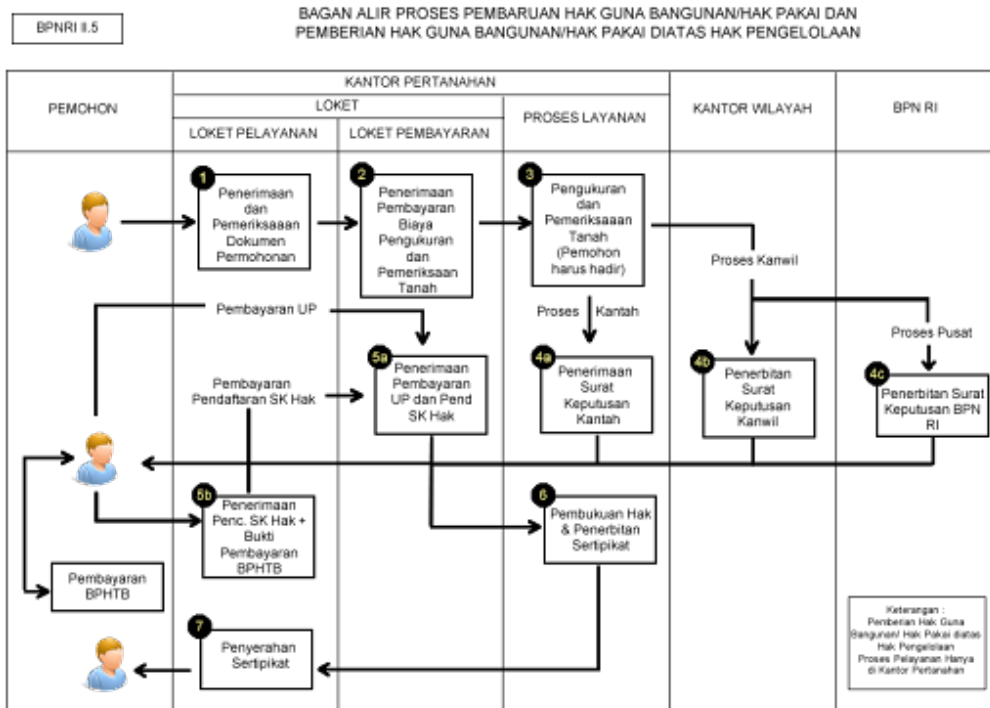 BPNRI II.5
BAGAN ALIR PROSES PEMBARUAN HAK GUNA BANGUNAN/HAK PAKAI DAN
PEMBERIAN HAK GUNA BANGUNAN/HAK PAKAI DIATAS HAK PENGELOLAAN
PEMOHON
KANTOR PERTANAHAN
LOKET
LOKET PELAYANAN
LOKET PEMBAYARAN
PROSES LAYANAN
KANTOR WILAYAH
BPN RI
1
Penerimaan
dan
Pemeriksaaan
Dokumen
Permohonan
2
Penerimaan
Pembayaran
Biaya
Pengukuran
dan
Pemeriksaan
Tanah
3
Pengukuran
dan
Pemeriksaaan
Tanah
(Pemohon
harus hadir)
Proses Kanwil
Pembayaran UP
Proses Kantah
Proses Pusat
5a
Penerimaan
Pembayaran
UP dan Pend
SK Hak
4a
Penerimaan
Surat
Keputusan
Kantah
4b
Penerbitan
Surat
Keputusan
Kanwil
4c
Penerbitan Surat
Keputusan BPN
RI
Pembayaran
Pendaftaran SK Hak
5b
Penerimaan
Penc. SK Hak +
Bukti
Pembayaran
BPHTB
6
Pembukuan Hak
& Penerbitan
Sertipikat
Pembayaran
BPHTB
7
Penyerahan
Sertipikat
Keterangan :
Pemberian Hak Guna
Bangunan/ Hak Pakai diatas
Hak Pengelolaan
Proses Pelayanan Hanya
di Kantor Pertanahan